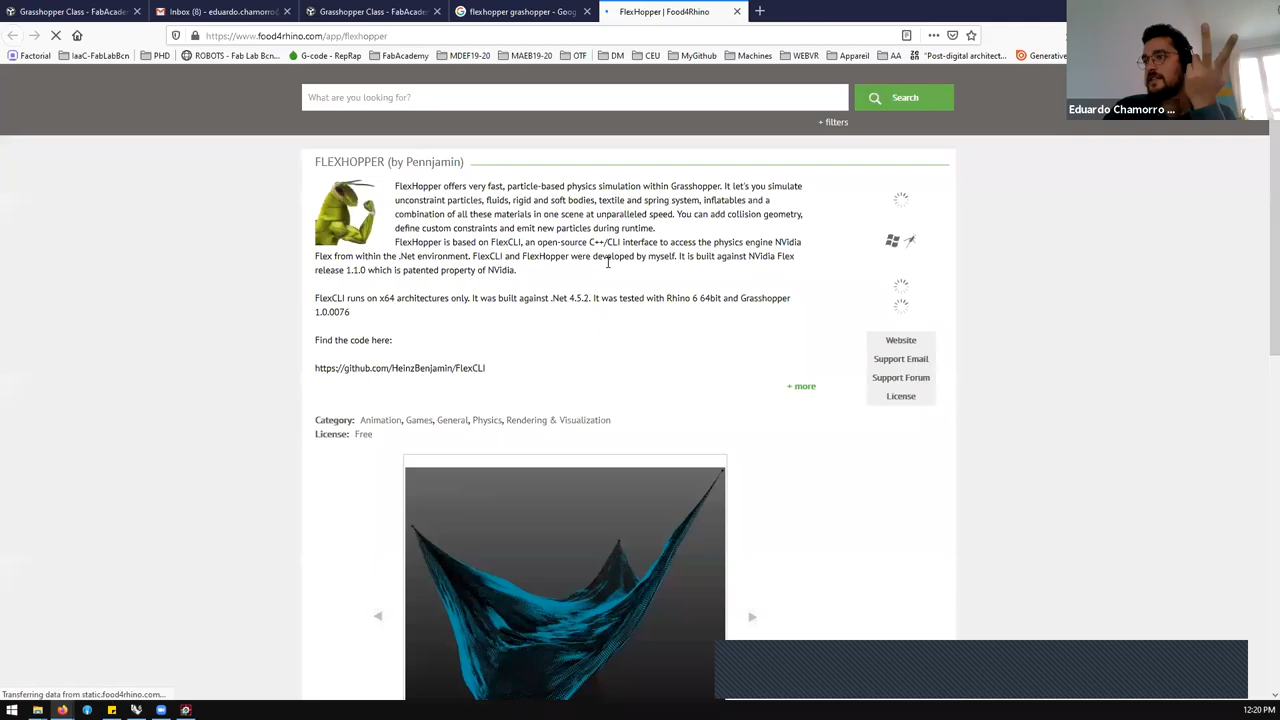 Grasshopper Class - FabAcade
Inbox (8) - eduardo.chamorro@
Grasshopper Class - FabAcade
flexhopper grashopper - Goog
FlexHopper | Food4Rhino
https://www.food4rhino.com/app/flexhopper
Factorial
IaaC-FabLabBcn
PHD
ROBOTS - Fab Lab Bcn...
G-code - RepRap
FabAcademy
MDEF19-20
MAEB19-20
OTF
DM
CEU
MyGithub
Machines
WEBVR
Appareil
AA
"Post-digital architect...
Generative
Eduardo Chamorro ...
What are you looking for?
Search
+ filters
FLEXHOPPER (by Pennjamin)
FlexHopper offers very fast, particle-based physics simulation within Grasshopper. It let's you simulate
unconstraint particles, fluids, rigid and soft bodies, textile and spring system, inflatables and a
combination of all these materials in one scene at unparalleled speed. You can add collision geometry,
define custom constraints and emit new particles during runtime.
FlexHopper is based on FlexCLI, an open-source C++/CLI interface to access the physics engine NVidia
Flex from within the .Net environment. FlexCLI and FlexHopper were developed by myself. It is built against NVidia Flex
release 1.1.0 which is patented property of NVidia.
FlexCLI runs on x64 architectures only. It was built against .Net 4.5.2. It was tested with Rhino 6 64bit and Grasshopper
1.0.0076
Find the code here:
https://github.com/HeinzBenjamin/FlexCLI
+ more
Website
Support Email
Support Forum
License
Category: Animation, Games, General, Physics, Rendering & Visualization
License: Free
Transferring data from static.food4rhino.com...
12:20 PM